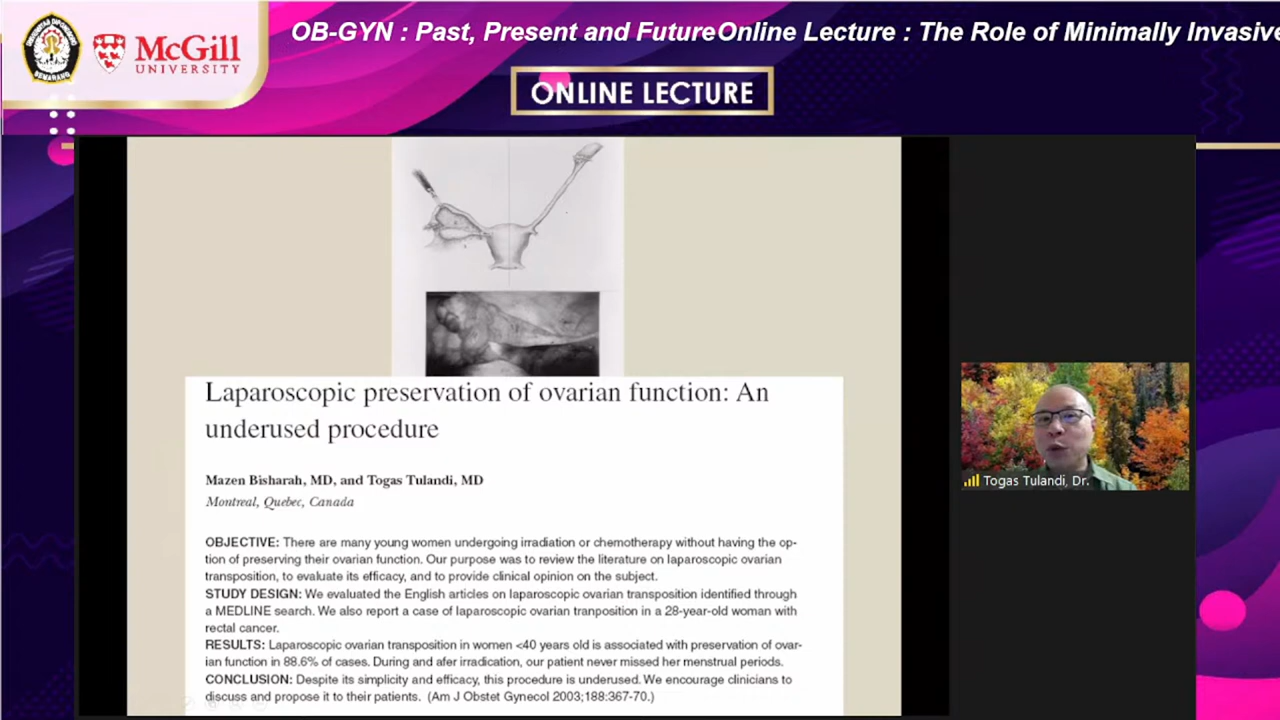 UNIVERSITAS DIPONEGORO
SEMARANG
McGill
UNIVERSITY
OB-GYN : Past, Present and FutureOnline Lecture : The Role of Minimally Invasive
ONLINE LECTURE
Laparoscopic preservation of ovarian function: An
underused procedure
Mazen Bisharah, MD, and Togas Tulandi, MD
Montreal, Quebec, Canada
OBJECTIVE: There are many young women undergoing irradiation or chemotherapy without having the op-
tion of preserving their ovarian function. Our purpose was to review the literature on laparoscopic ovarian
transposition, to evaluate its efficacy, and to provide clinical opinion on the subject.
STUDY DESIGN: We evaluated the English articles on laparoscopic ovarian transposition identified through
a MEDLINE search. We also report a case of laparoscopic ovarian tranposition in a 28-year-old woman with
rectal cancer.
RESULTS: Laparoscopic ovarian transposition in women <40 years old is associated with preservation of ovar-
ian function in 88.6% of cases. During and afer irradication, our patient never missed her menstrual periods.
CONCLUSION: Despite its simplicity and efficacy, this procedure is underused. We encourage clinicians to
discuss and propose it to their patients. (Am J Obstet Gynecol 2003;188:367-70.)
Togas Tulandi, Dr.